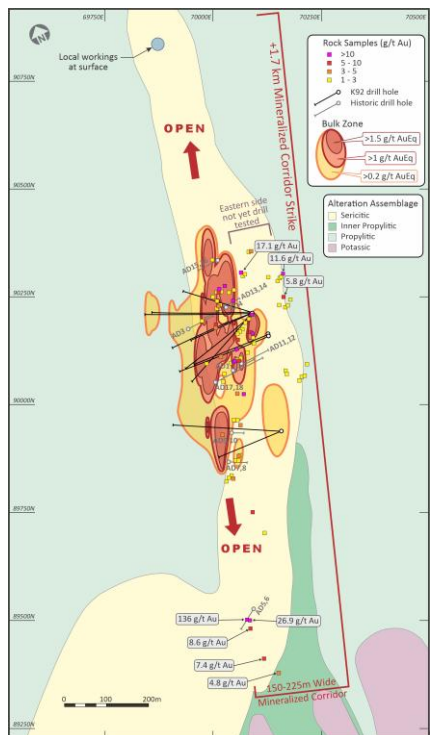 69750E
70000E
70250E
70500E
Local workings
at surface
+1.7 km Mineralized Corridor Strike
Rock Samples (g/t Au)
>10
5 - 10
3 - 5
1 - 3
K92 drill hole
Historic drill hole
Bulk Zone
>1.5 g/t AuEq
>1 g/t AuEq
>0.2 g/t AuEq
Alteration Assemblage
Sericitic
Inner Propylitic
Propylitic
Potassic
90750N
OPEN
90500N
Eastern side
not yet drill
tested
17.1 g/t Au
11.6 g/t Au
5.8 g/t Au
AD13,14
90250N
AD3
AD11,12
AD17,18
90000N
AD7,8
89750N
OPEN
AD5,6
89500N
136 g/t Au
26.9 g/t Au
8.6 g/t Au
7.4 g/t Au
4.8 g/t Au
150-225m Wide
Mineralized Corridor
0
200m
89250N